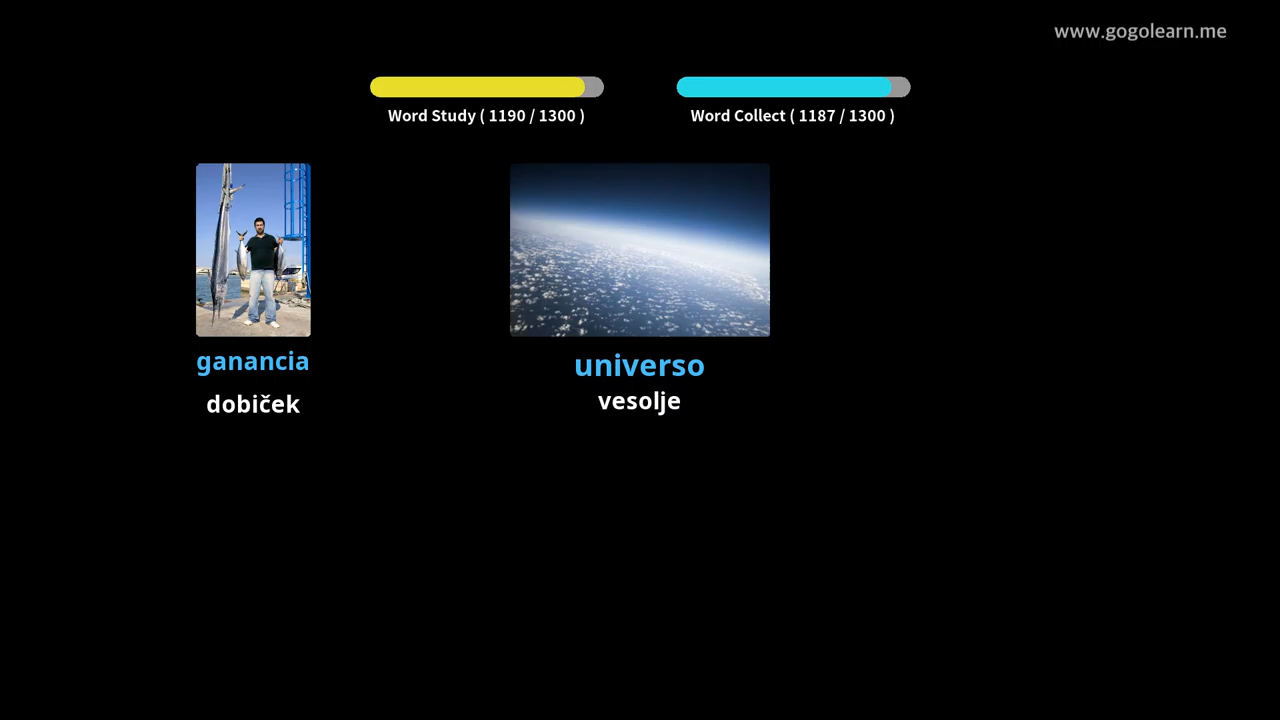 www.gogolearn.me
Word Study ( 1190 / 1300 )
Word Collect ( 1187 / 1300 )
ganancia
dobiček
universo
vesolje